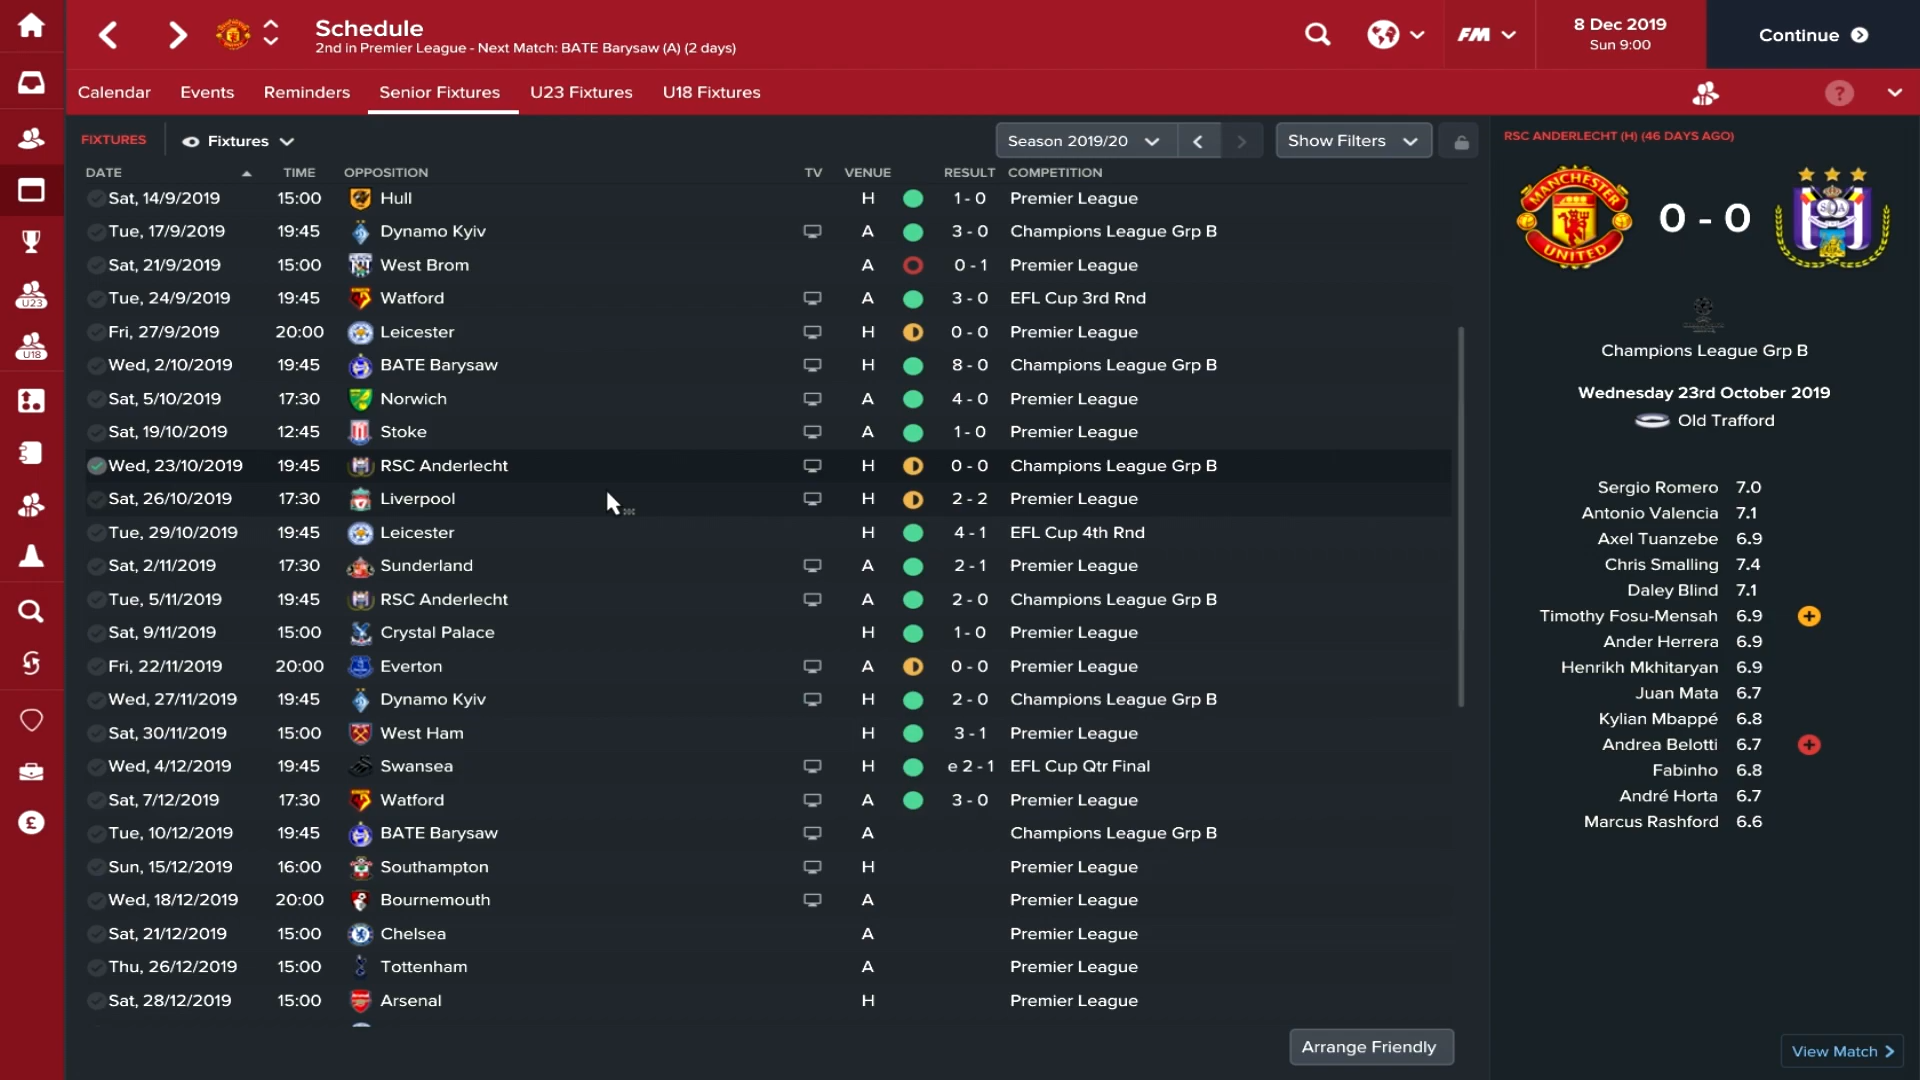 Schedule
2nd in Premier League - Next Match: BATE Barysaw (A) (2 days)
FM
8 Dec 2019
Sun 9:00
Continue
Calendar Events Reminders Senior Fixtures U23 Fixtures U18 Fixtures
?
U23
U18
£
FIXTURES Fixtures Season 2019/20 Show Filters
DATE TIME OPPOSITION TV VENUE RESULT COMPETITION
Sat, 14/9/2019 15:00 Hull H 1 - 0 Premier League
Tue, 17/9/2019 19:45 Dynamo Kyiv A 3 - 0 Champions League Grp B
Sat, 21/9/2019 15:00 West Brom A 0 - 1 Premier League
Tue, 24/9/2019 19:45 Watford A 3 - 0 EFL Cup 3rd Rnd
Fri, 27/9/2019 20:00 Leicester H 0 - 0 Premier League
Wed, 2/10/2019 19:45 BATE Barysaw H 8 - 0 Champions League Grp B
Sat, 5/10/2019 17:30 Norwich A 4 - 0 Premier League
Sat, 19/10/2019 12:45 Stoke A 1 - 0 Premier League
Wed, 23/10/2019 19:45 RSC Anderlecht H 0 - 0 Champions League Grp B
Sat, 26/10/2019 17:30 Liverpool H 2 - 2 Premier League
Tue, 29/10/2019 19:45 Leicester H 4 - 1 EFL Cup 4th Rnd
Sat, 2/11/2019 17:30 Sunderland A 2 - 1 Premier League
Tue, 5/11/2019 19:45 RSC Anderlecht A 2 - 0 Champions League Grp B
Sat, 9/11/2019 15:00 Crystal Palace H 1 - 0 Premier League
Fri, 22/11/2019 20:00 Everton A 0 - 0 Premier League
Wed, 27/11/2019 19:45 Dynamo Kyiv H 2 - 0 Champions League Grp B
Sat, 30/11/2019 15:00 West Ham H 3 - 1 Premier League
Wed, 4/12/2019 19:45 Swansea H e 2 - 1 EFL Cup Qtr Final
Sat, 7/12/2019 17:30 Watford A 3 - 0 Premier League
Tue, 10/12/2019 19:45 BATE Barysaw A Champions League Grp B
Sun, 15/12/2019 16:00 Southampton H Premier League
Wed, 18/12/2019 20:00 Bournemouth A Premier League
Sat, 21/12/2019 15:00 Chelsea A Premier League
Thu, 26/12/2019 15:00 Tottenham A Premier League
Sat, 28/12/2019 15:00 Arsenal H Premier League
Arrange Friendly
RSC ANDERLECHT (H) (46 DAYS AGO)
MANCHESTER
UNITED
0 - 0
Champions League Grp B
Wednesday 23rd October 2019
Old Trafford
Sergio Romero 7.0
Antonio Valencia 7.1
Axel Tuanzebe 6.9
Chris Smalling 7.4
Daley Blind 7.1
Timothy Fosu-Mensah 6.9
Ander Herrera 6.9
Henrikh Mkhitaryan 6.9
Juan Mata 6.7
Kylian Mbappé 6.8
Andrea Belotti 6.7
Fabinho 6.8
André Horta 6.7
Marcus Rashford 6.6
View Match